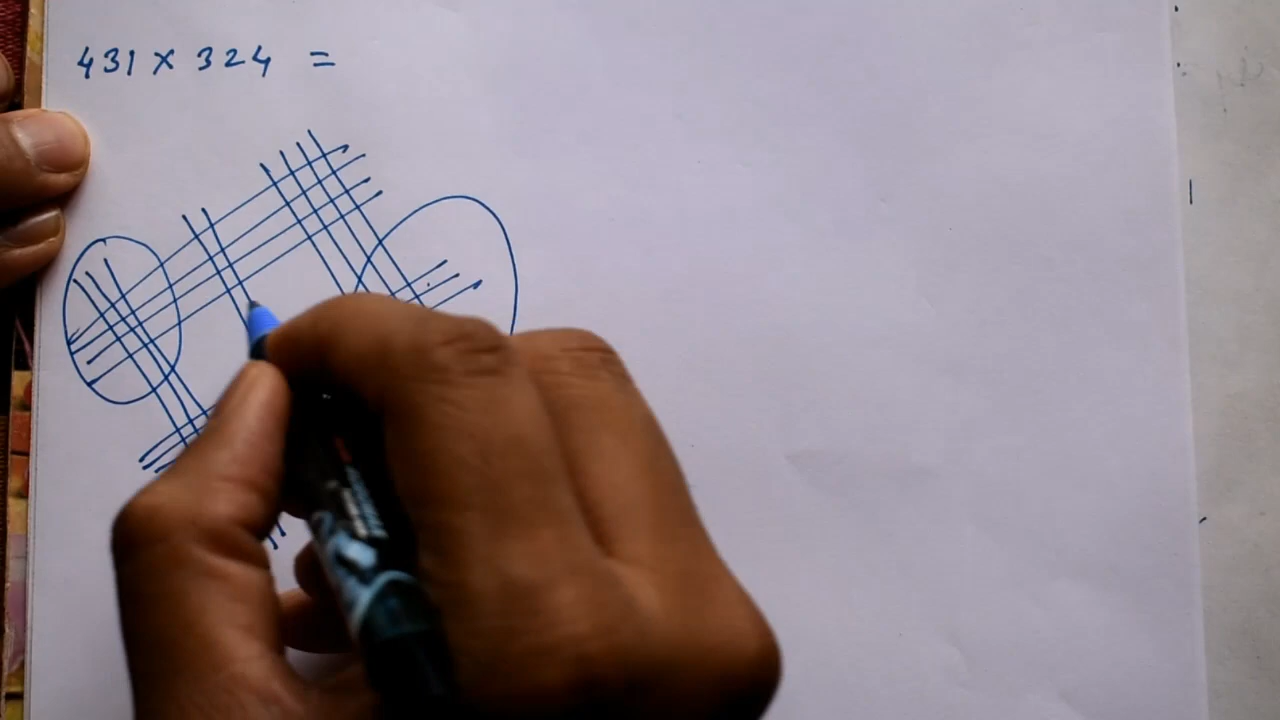 431 × 324 =